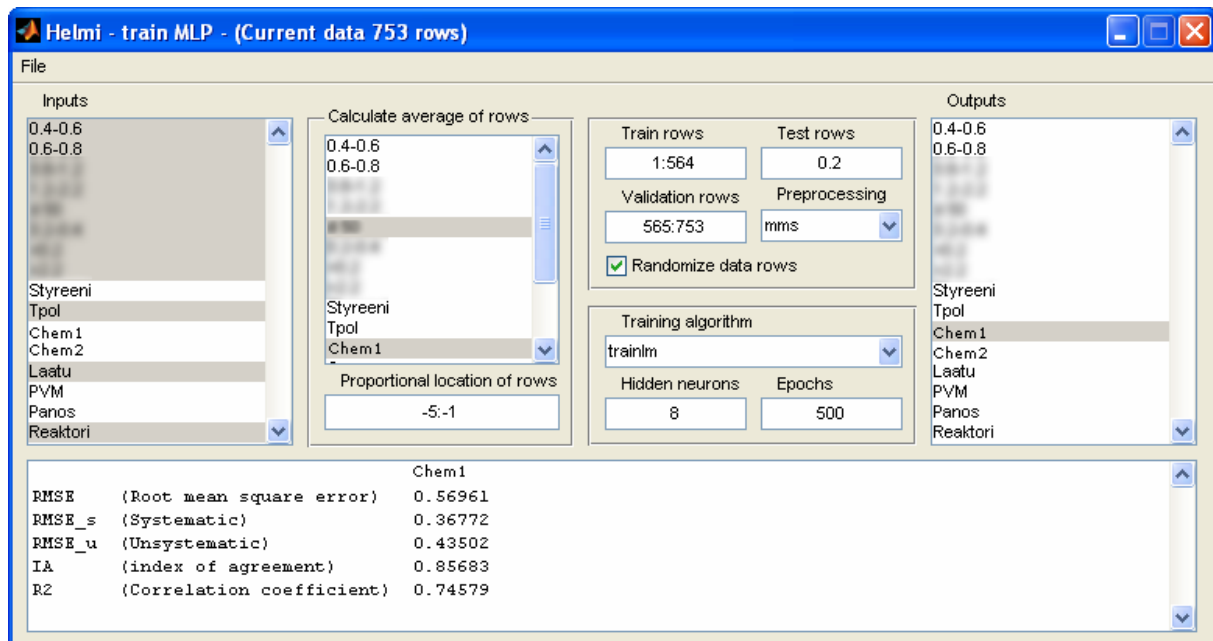 Helmi - train MLP - (Current data 753 rows)
File
Inputs
0.4-0.6
0.6-0.8
Styreeni
Tpol
Chem1
Chem2
Laatu
PVM
Panos
Reaktori
Calculate average of rows
0.4-0.6
0.6-0.8
Styreeni
Tpol
Chem1
Proportional location of rows
-5:-1
Train rows
Test rows
1:564
0.2
Validation rows
Preprocessing
565:753
mms
Randomize data rows
Training algorithm
trainlm
Hidden neurons
Epochs
8
500
Outputs
0.4-0.6
0.6-0.8
Styreeni
Tpol
Chem1
Chem2
Laatu
PVM
Panos
Reaktori
Chem1
RMSE (Root mean square error) 0.56961
RMSE_s (Systematic) 0.36772
RMSE_u (Unsystematic) 0.43502
IA (index of agreement) 0.85683
R2 (Correlation coefficient) 0.74579